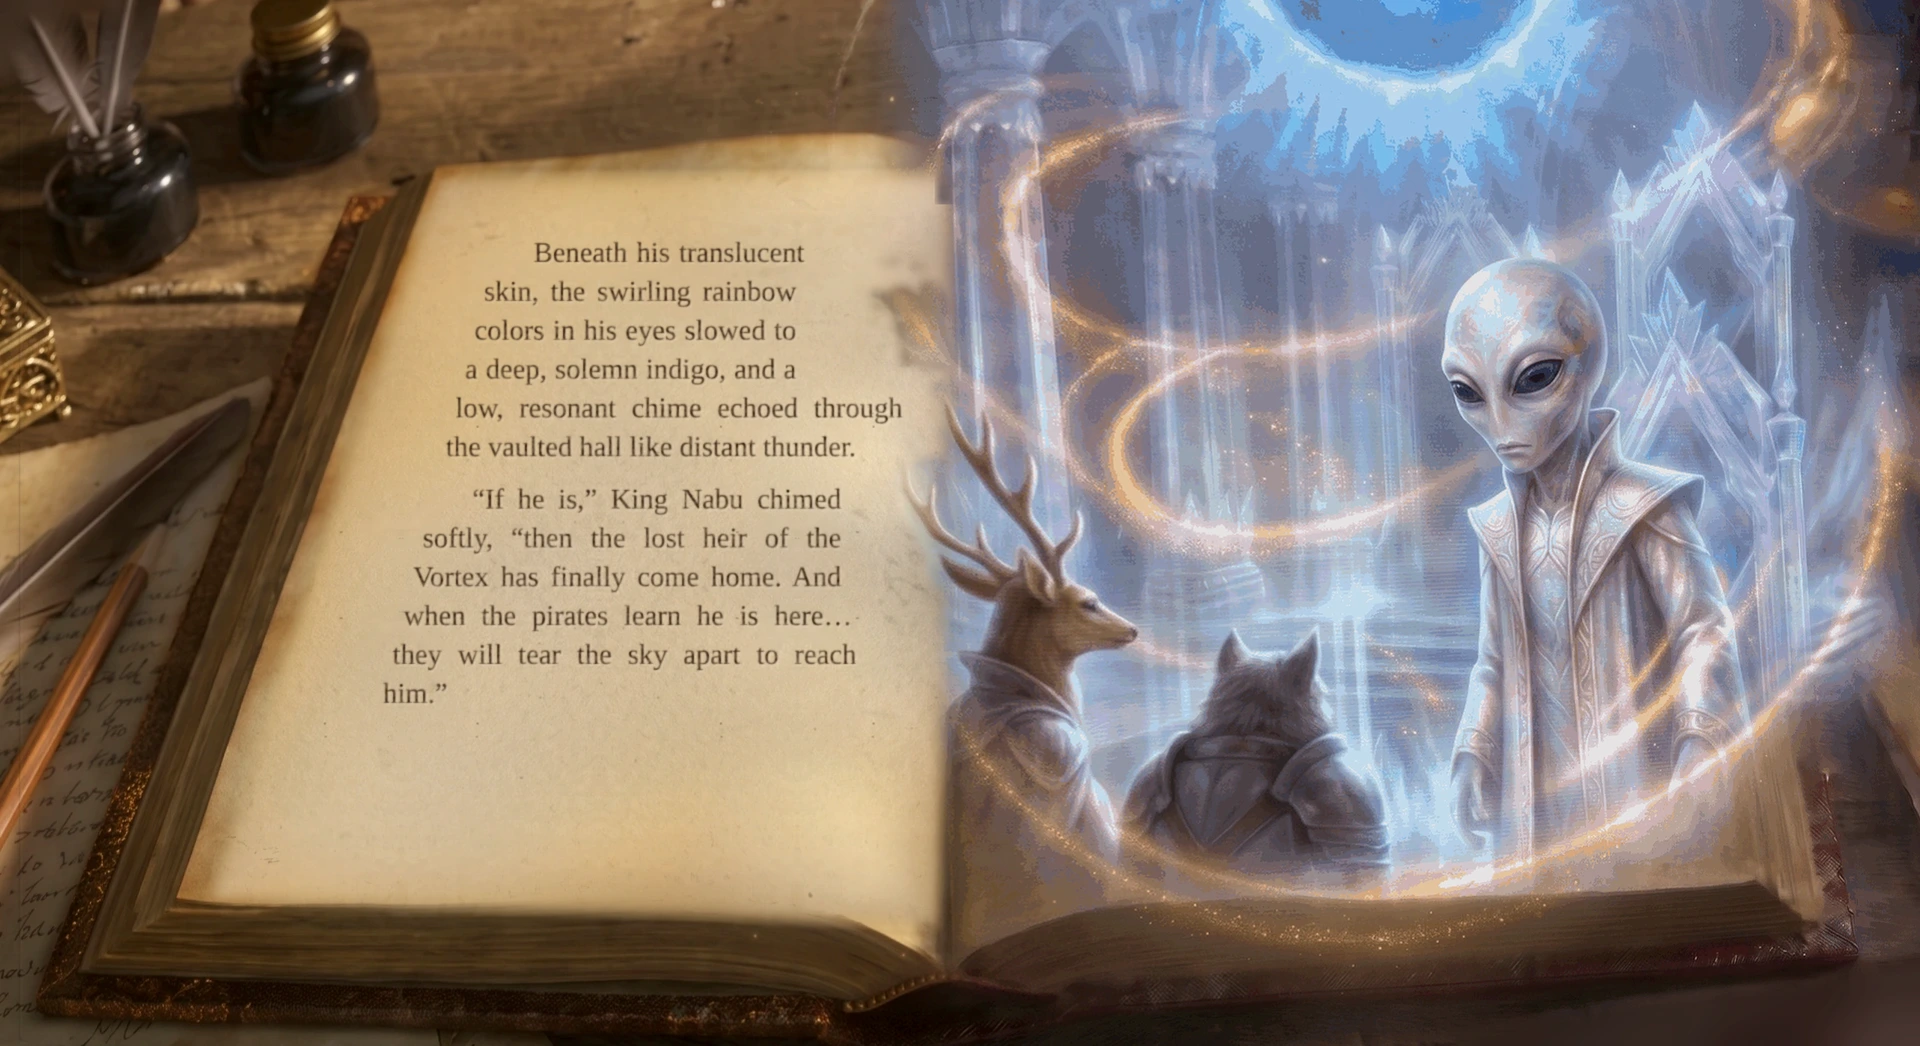 Beneath his translucent
skin, the swirling rainbow
colors in his eyes slowed to
a deep, solemn indigo, and a
low, resonant chime echoed through
the vaulted hall like distant thunder.
“If he is,” King Nabu chimed
softly, “then the lost heir of the
Vortex has finally come home. And
when the pirates learn he is here…
they will tear the sky apart to reach
him.”